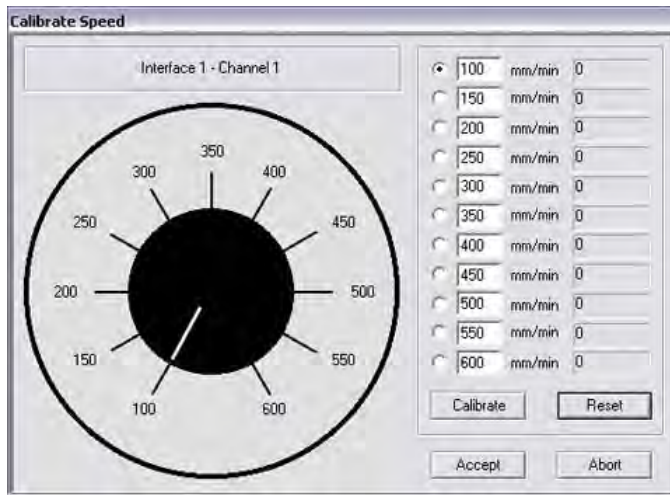 Calibrate Speed
Interface 1 - Channel 1
350
300
400
250
450
200
500
150
550
100
600
100 mm/min 0
150 mm/min 0
200 mm/min 0
250 mm/min 0
300 mm/min 0
350 mm/min 0
400 mm/min 0
450 mm/min 0
500 mm/min 0
550 mm/min 0
600 mm/min 0
Calibrate Reset
Accept Abort